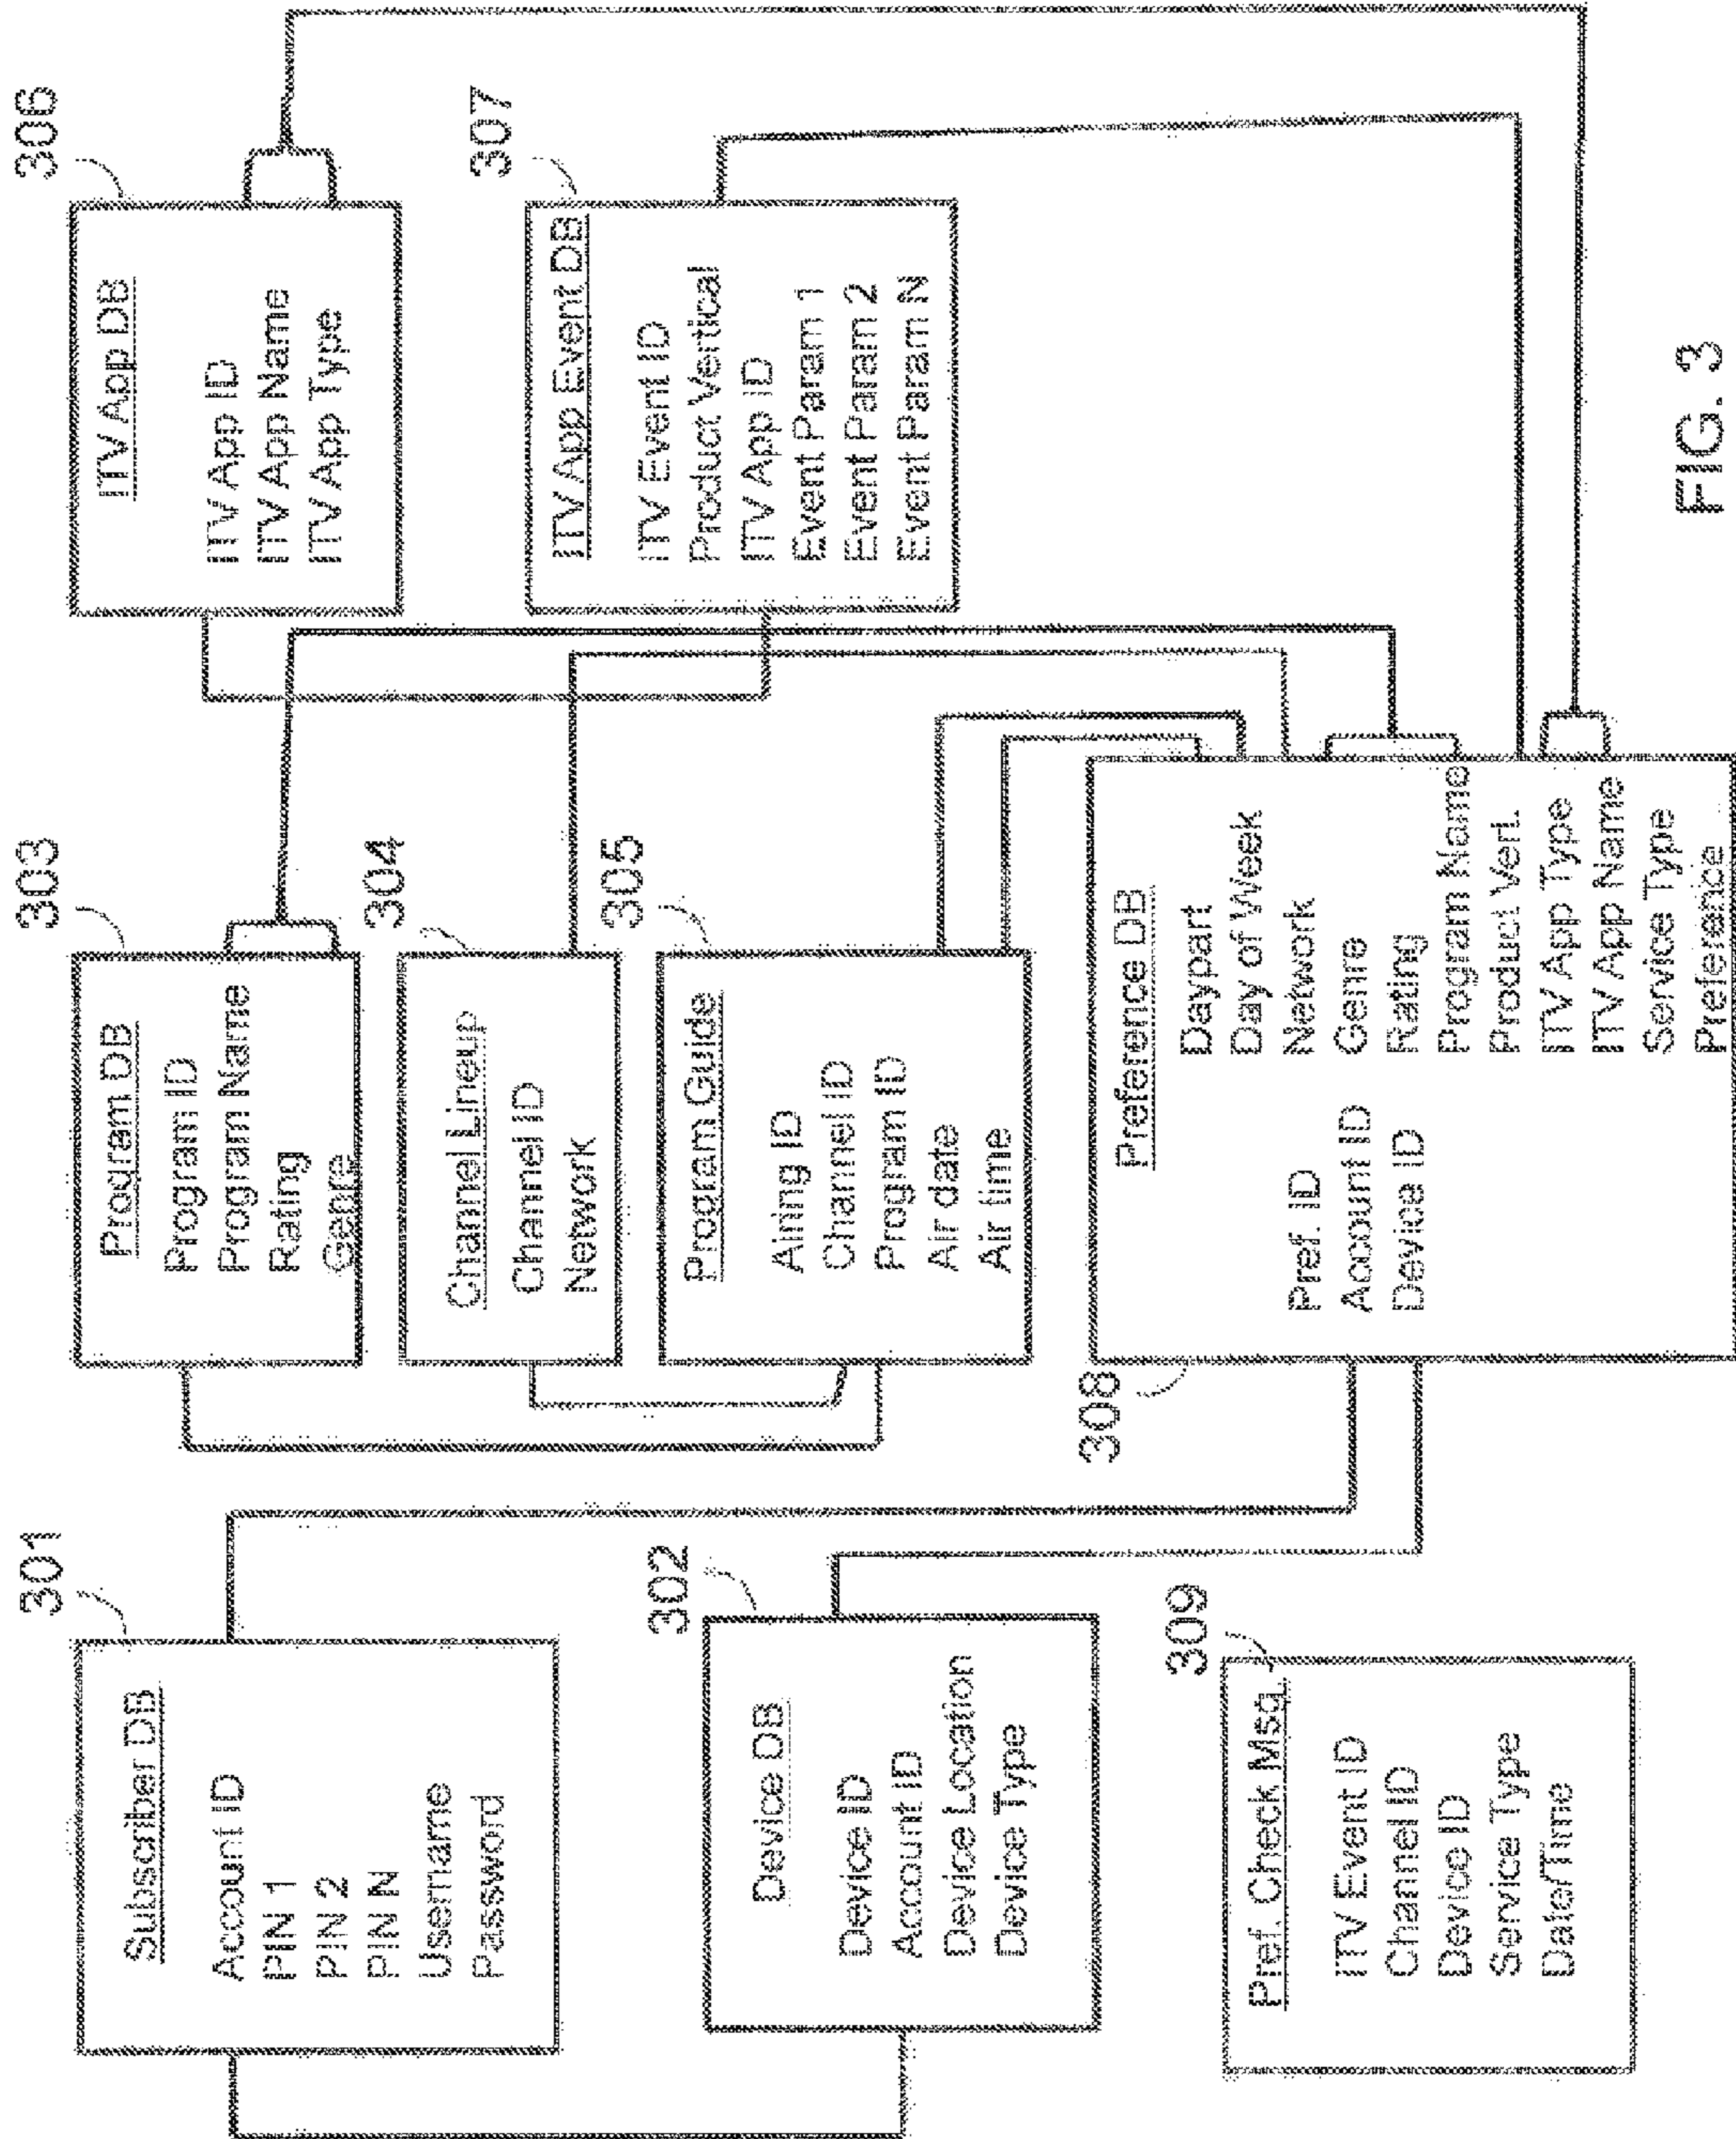 301
Subscriber DB
Account ID
PIN 1
PIN 2
PIN N
Username
Password
302
Device DB
Device ID
Account ID
Device Location
Device Type
309
Pref. Check Msg.
ITV Event ID
Channel ID
Device ID
Service Type
Date/Time
303
Program DB
Program ID
Program Name
Rating
Genre
304
Channel Lineup
Channel ID
Network
305
Program Guide
Airing ID
Channel ID
Program ID
Air date
Air time
308
Preference DB
Pref. ID
Account ID
Device ID
Daypart
Day of Week
Network
Genre
Rating
Program Name
Product Vert.
ITV App Type
ITV App Name
Service Type
Preference
306
ITV App DB
ITV App ID
ITV App Name
ITV App Type
307
ITV App Event DB
ITV Event ID
Product Vertical
ITV App ID
Event Param 1
Event Param 2
Event Param N
FIG. 3